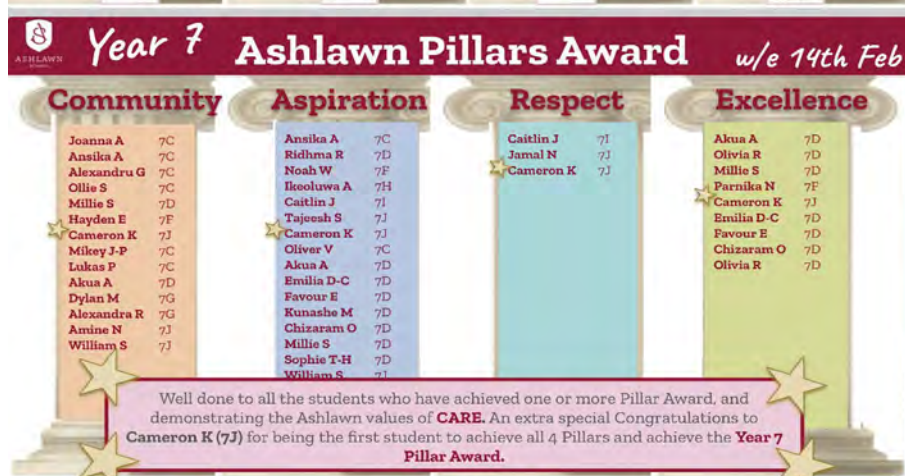 ASHLAWN
Year 7 Ashlawn Pillars Award w/e 14th Feb
Community
Joanna A 7C
Ansika A 7C
Alexandru G 7C
Ollie S 7C
Millie S 7D
Hayden E 7F
Cameron K 7J
Mikey J-P 7C
Lukas P 7C
Akua A 7D
Dylan M 7G
Alexandra R 7G
Amine N 7J
William S 7J
Aspiration
Ansika A 7C
Ridhma R 7D
Noah W 7F
Ikeoluwa A 7H
Caitlin J 7I
Tajeesh S 7J
Cameron K 7J
Oliver V 7C
Akua A 7D
Emilia D-C 7D
Favour E 7D
Kunashe M 7D
Chizaram O 7D
Millie S 7D
Sophie T-H 7D
William S 7J
Respect
Caitlin J 7I
Jamal N 7J
Cameron K 7J
Excellence
Akua A 7D
Olivia R 7D
Millie S 7D
Parnika N 7F
Cameron K 7J
Emilia D-C 7D
Favour E 7D
Chizaram O 7D
Olivia R 7D
Well done to all the students who have achieved one or more Pillar Award, and
demonstrating the Ashlawn values of CARE. An extra special Congratulations to
Cameron K (7J) for being the first student to achieve all 4 Pillars and achieve the Year 7
Pillar Award.